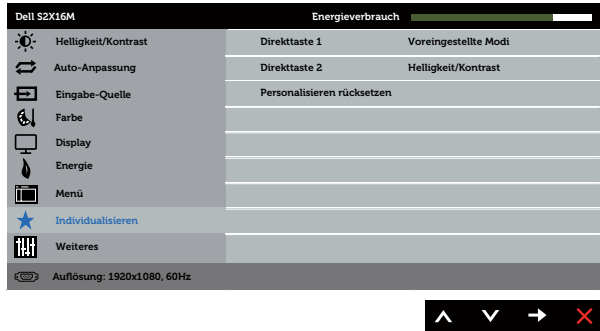 Dell S2X16M Energieverbrauch
Helligkeit/Kontrast Direkttaste 1 Voreingestellte Modi
Auto-Anpassung Direkttaste 2 Helligkeit/Kontrast
Eingabe-Quelle Personalisieren rücksetzen
Farbe
Display
Energie
Menü
Individualisieren
Weiteres
Auflösung: 1920x1080, 60Hz